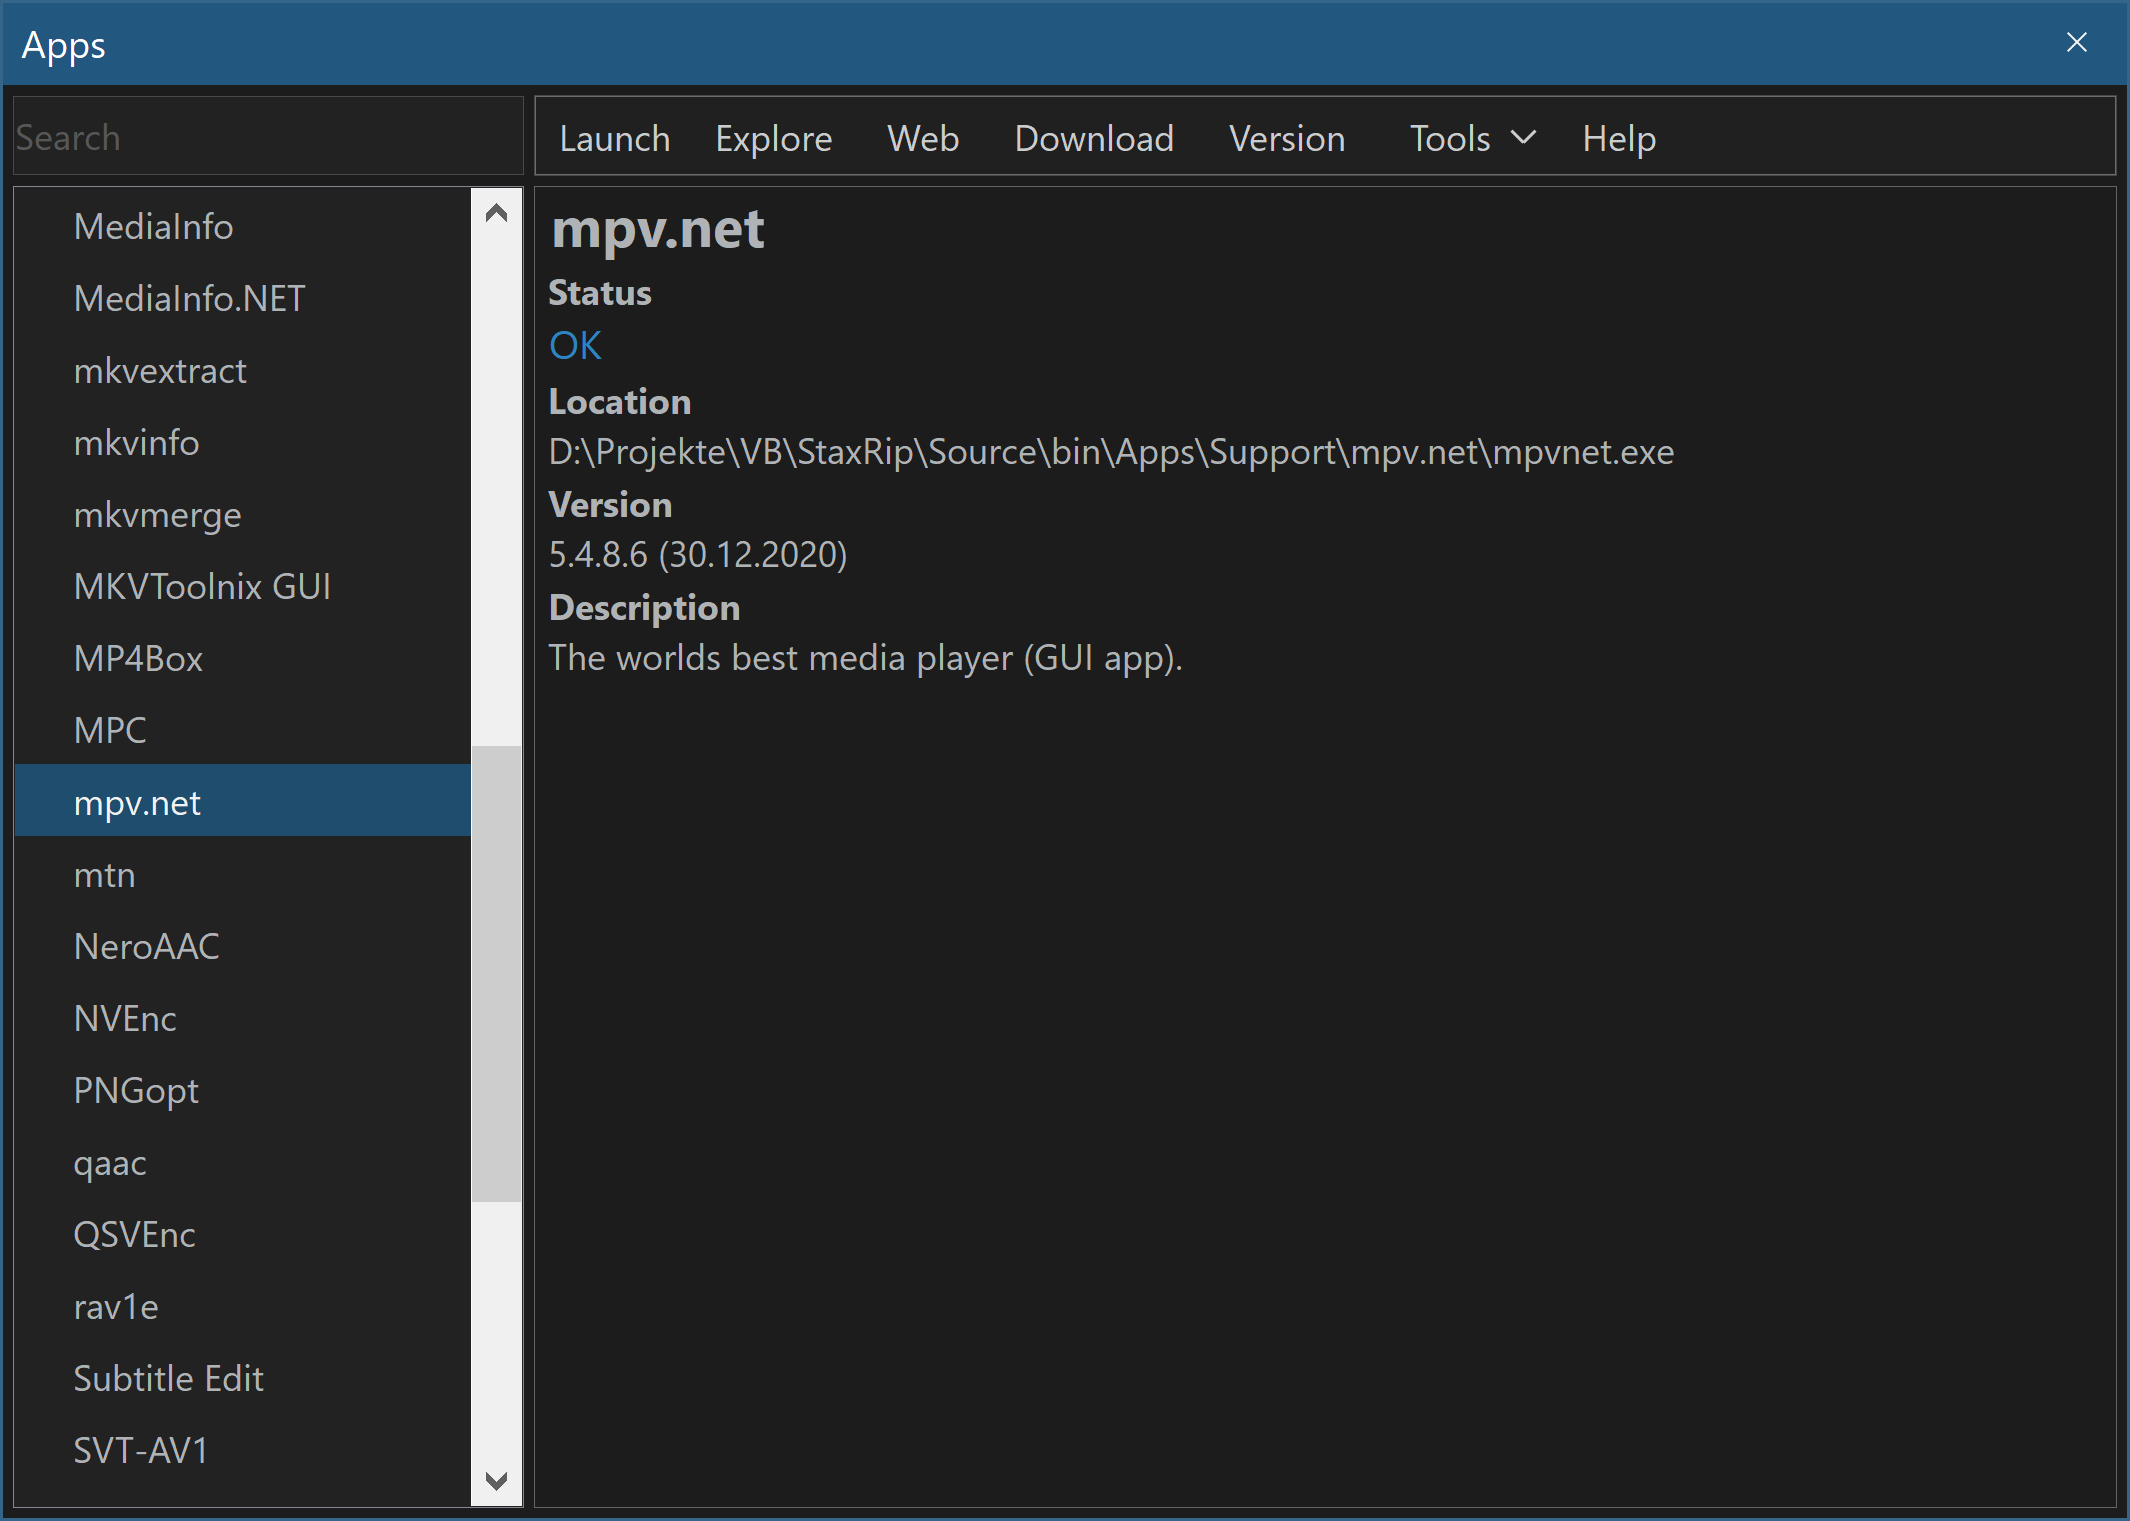 Apps
Search
Launch Explore Web Download Version Tools Help
MediaInfo
MediaInfo.NET
mkvextract
mkvinfo
mkvmerge
MKVToolnix GUI
MP4Box
MPC
mpv.net
mtn
NeroAAC
NVEnc
PNGopt
qaac
QSVEnc
rav1e
Subtitle Edit
SVT-AV1
mpv.net
Status
OK
Location
D:\Projekte\VB\StaxRip\Source\bin\Apps\Support\mpv.net\mpvnet.exe
Version
5.4.8.6 (30.12.2020)
Description
The worlds best media player (GUI app).